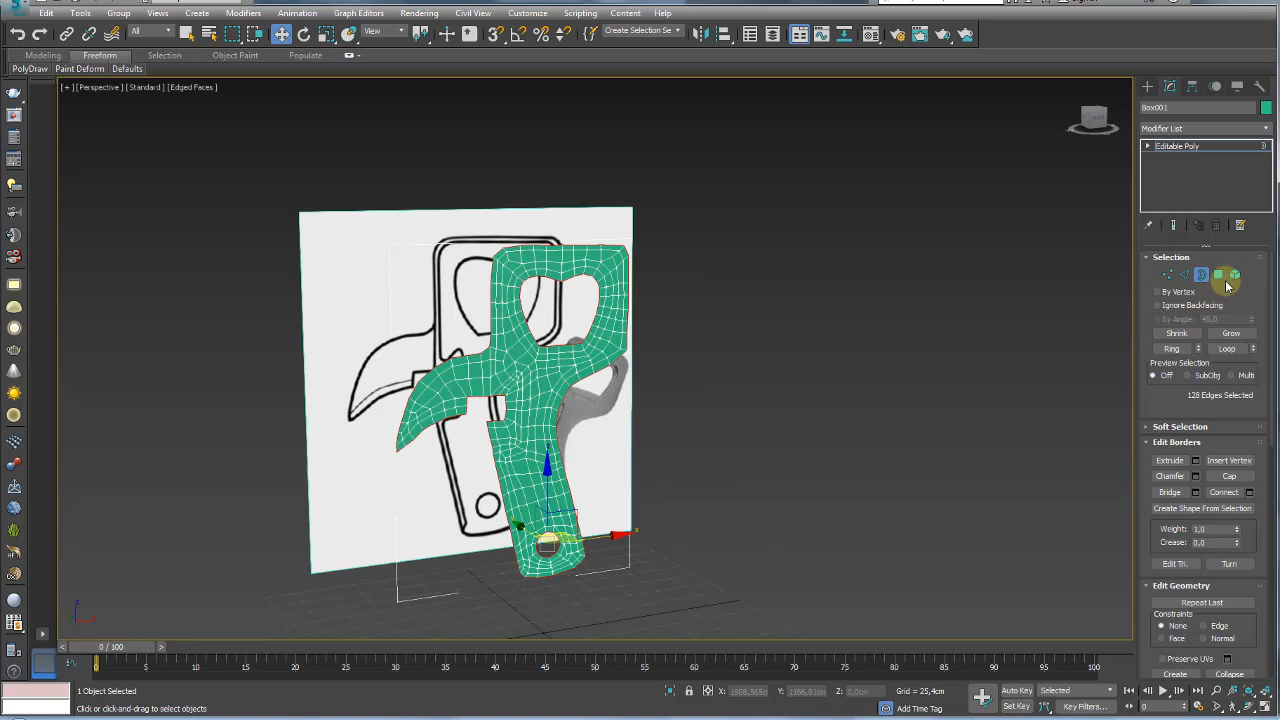 Edit Tools Group Views Create Modifiers Animation Graph Editors Rendering Civil View Customize Scripting Content Help
All View Create Selection Se
Modeling Freeform Selection Object Paint Populate
PolyDraw Paint Deform Defaults
[+] [Perspective] [Standard] [Edged Faces]
Box001
Modifier List
Editable Poly
Selection
By Vertex
Ignore Backfacing
By Angle: 45,0
Shrink Grow
Ring Loop
Preview Selection
Off SubObj Multi
128 Edges Selected
Soft Selection
Edit Borders
Extrude Insert Vertex
Chamfer Cap
Bridge Connect
Create Shape From Selection
Weight: 1,0
Crease: 0,0
Edit Tri. Turn
Edit Geometry
Repeat Last
Constraints
None Edge
Face Normal
Preserve UVs
Create Collapse
x
0 / 100
0 5 10 15 20 25 30 35 40 45 50 55 60 65 70 75 80 85 90 95 100
1 Object Selected X: 1908,565c Y: 1166,81cm Z: 0,0cm Grid = 25,4cm Auto Key Selected
Click or click-and-drag to select objects Add Time Tag Set Key Key Filters... 0